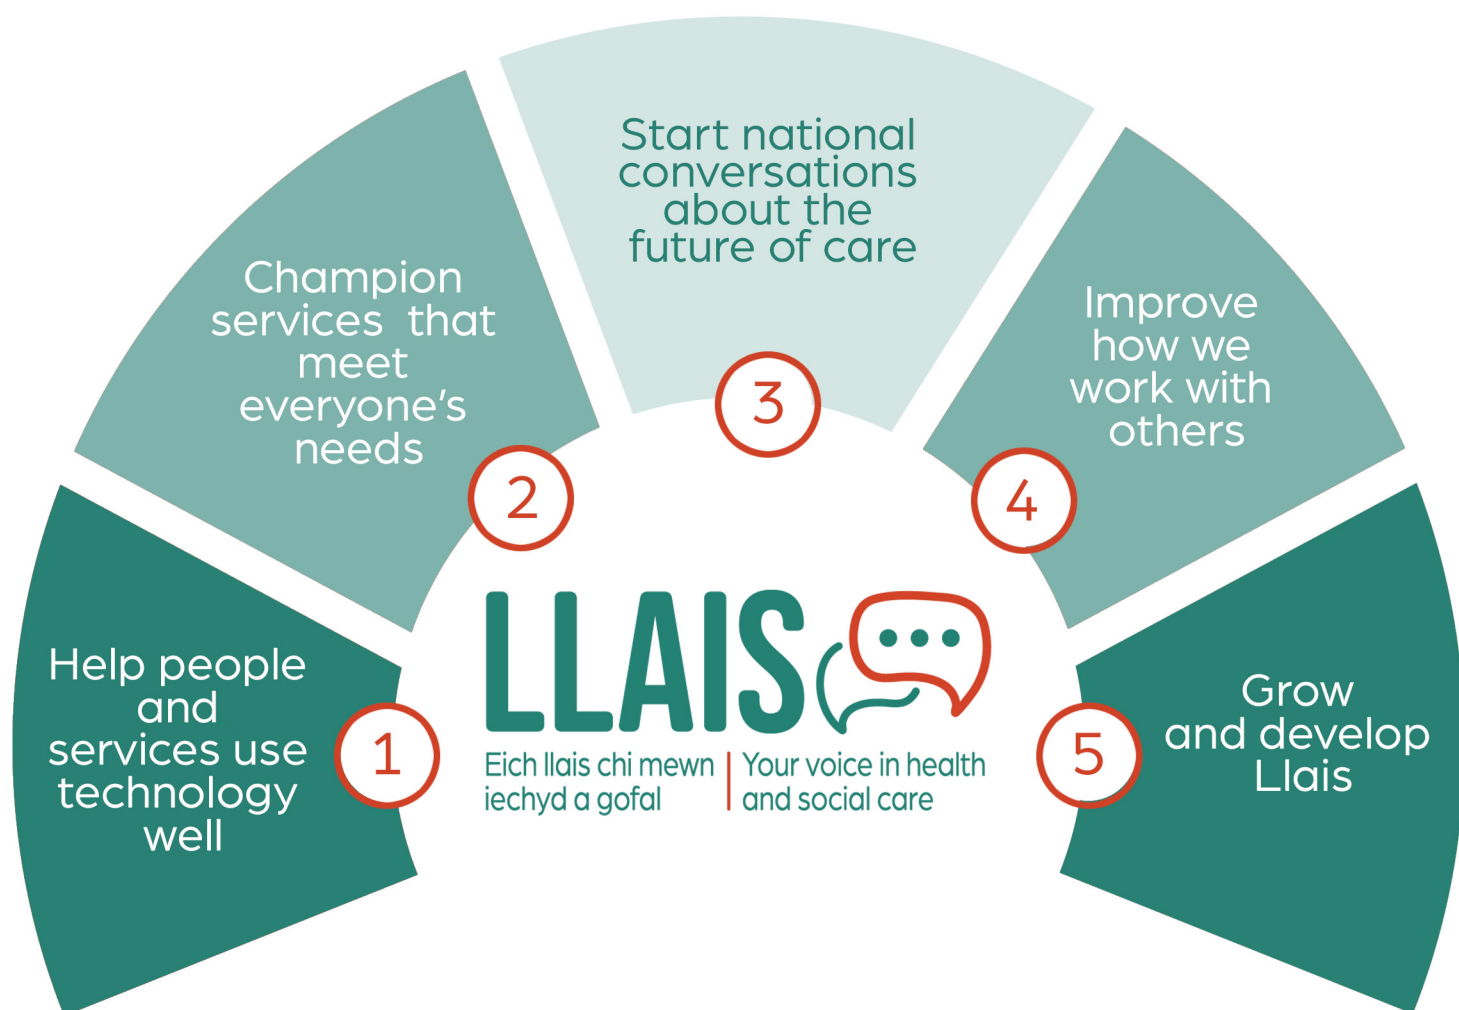 Help people
and
services use
technology
well
1
Champion
services that
meet
everyone's
needs
2
Start national
conversations
about the
future of care
3
Improve
how we
work with
others
4
Grow
and develop
Llais
5
LLAIS
Eich llais chi mewn
iechyd a gofal
Your voice in health
and social care